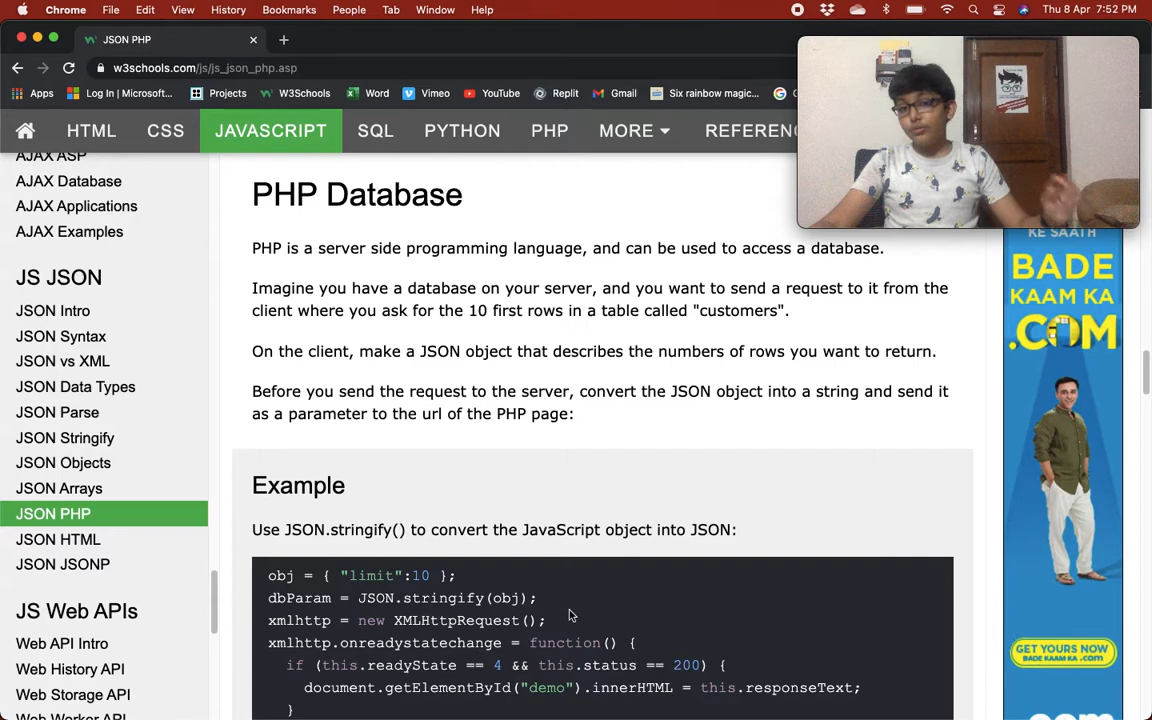 Chrome File Edit View History Bookmarks People Tab Window Help Thu 8 Apr 7:52 PM
JSON PHP
w3schools.com/js/js_json_php.asp
Apps Log In | Microsoft... Projects W3Schools Word Vimeo YouTube Replit Gmail Six rainbow magic...
HTML CSS JAVASCRIPT SQL PYTHON PHP MORE REFERENC
AJAX ASP
AJAX Database
AJAX Applications
AJAX Examples
JS JSON
JSON Intro
JSON Syntax
JSON vs XML
JSON Data Types
JSON Parse
JSON Stringify
JSON Objects
JSON Arrays
JSON PHP
JSON HTML
JSON JSONP
JS Web APIs
Web API Intro
Web History API
Web Storage API
Web Worker API
PHP Database
PHP is a server side programming language, and can be used to access a database.
Imagine you have a database on your server, and you want to send a request to it from the
client where you ask for the 10 first rows in a table called "customers".
On the client, make a JSON object that describes the numbers of rows you want to return.
Before you send the request to the server, convert the JSON object into a string and send it
as a parameter to the url of the PHP page:
Example
Use JSON.stringify() to convert the JavaScript object into JSON:
obj = { "limit":10 };
dbParam = JSON.stringify(obj);
xmlhttp = new XMLHttpRequest();
xmlhttp.onreadystatechange = function() {
if (this.readyState == 4 && this.status == 200) {
document.getElementById("demo").innerHTML = this.responseText;
}
KE SAATH
BADE
KAAM KA
.COM
GET YOURS NOW
BADE KAAM KA .com